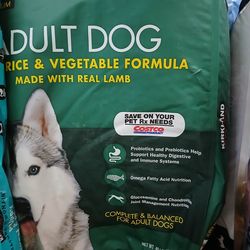 DULT DOG
RICE & VEGETABLE FORMULA
MADE WITH REAL LAMB
SAVE ON YOUR
PET Rx NEEDS
COSTCO
Probiotics and Prebiotics Help
Support Healthy Digestive
and Immune Systems
Omega Fatty Acid Nutrition
Glucosamine and Chondroitin
Joint Management Nutrition
COMPLETE & BALANCED
FOR ADULT DOGS
KIRKLAND